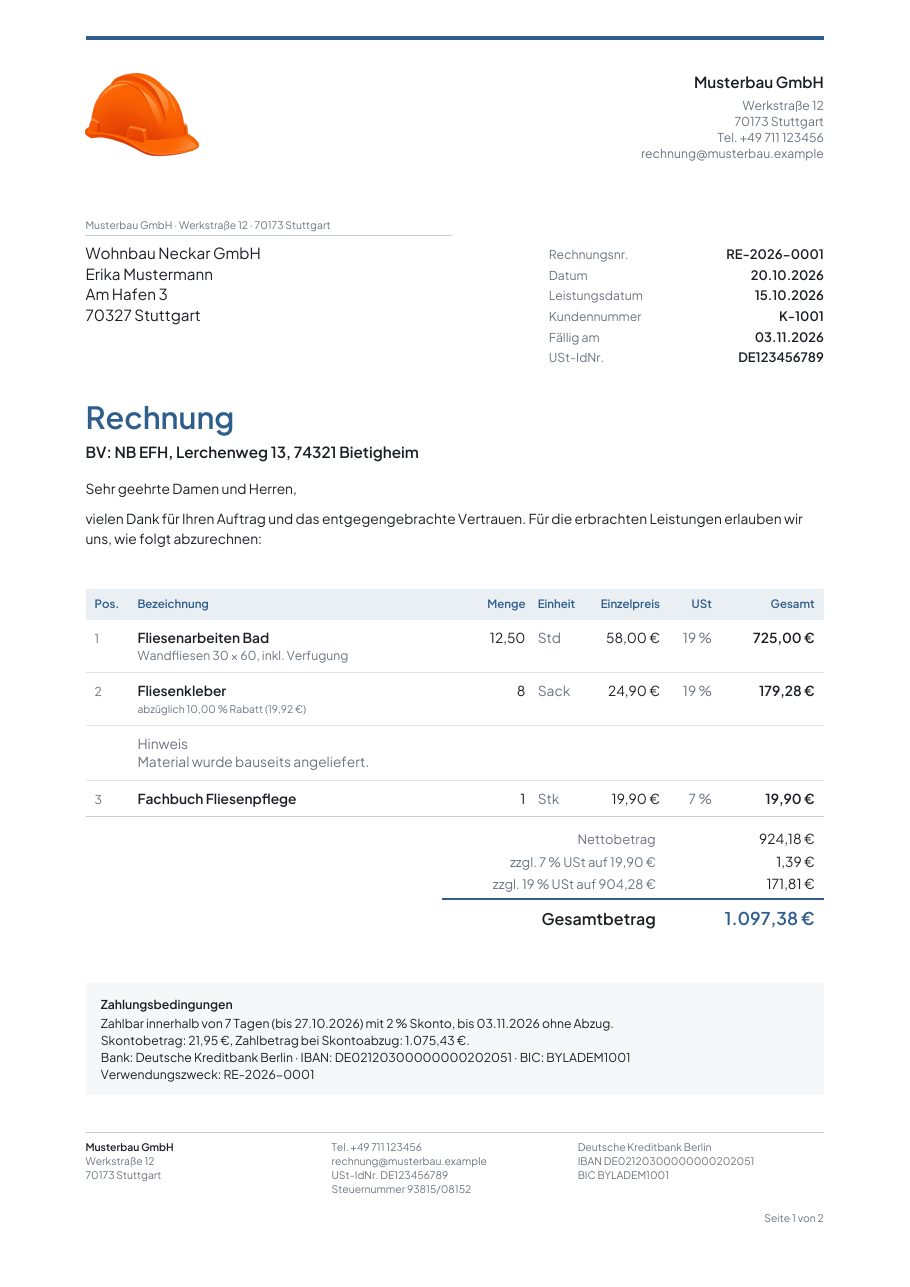 Musterbau GmbH
Werkstraße 12
70173 Stuttgart
Tel. +49 711 123456
rechnung@musterbau.example
Musterbau GmbH · Werkstraße 12 · 70173 Stuttgart
Wohnbau Neckar GmbH
Erika Mustermann
Am Hafen 3
70327 Stuttgart
Rechnungsnr. RE-2026-0001
Datum 20.10.2026
Leistungsdatum 15.10.2026
Kundennummer K-1001
Fällig am 03.11.2026
USt-IdNr. DE123456789
Rechnung
BV: NB EFH, Lerchenweg 13, 74321 Bietigheim
Sehr geehrte Damen und Herren,
vielen Dank für Ihren Auftrag und das entgegengebrachte Vertrauen. Für die erbrachten Leistungen erlauben wir
uns, wie folgt abzurechnen:
Pos. Bezeichnung Menge Einheit Einzelpreis USt Gesamt
1 Fliesenarbeiten Bad 12,50 Std 58,00 € 19 % 725,00 €
Wandfliesen 30 × 60, inkl. Verfugung
2 Fliesenkleber 8 Sack 24,90 € 19 % 179,28 €
abzüglich 10,00 % Rabatt (19,92 €)
Hinweis
Material wurde bauseits angeliefert.
3 Fachbuch Fliesenpflege 1 Stk 19,90 € 7 % 19,90 €
Nettobetrag 924,18 €
zzgl. 7 % USt auf 19,90 € 1,39 €
zzgl. 19 % USt auf 904,28 € 171,81 €
Gesamtbetrag 1.097,38 €
Zahlungsbedingungen
Zahlbar innerhalb von 7 Tagen (bis 27.10.2026) mit 2 % Skonto, bis 03.11.2026 ohne Abzug.
Skontobetrag: 21,95 €, Zahlbetrag bei Skontoabzug: 1.075,43 €.
Bank: Deutsche Kreditbank Berlin · IBAN: DE02120300000000202051 · BIC: BYLADEM1001
Verwendungszweck: RE-2026-0001
Musterbau GmbH
Werkstraße 12
70173 Stuttgart
Tel. +49 711 123456
rechnung@musterbau.example
USt-IdNr. DE123456789
Steuernummer 93815/08152
Deutsche Kreditbank Berlin
IBAN DE02120300000000202051
BIC BYLADEM1001
Seite 1 von 2